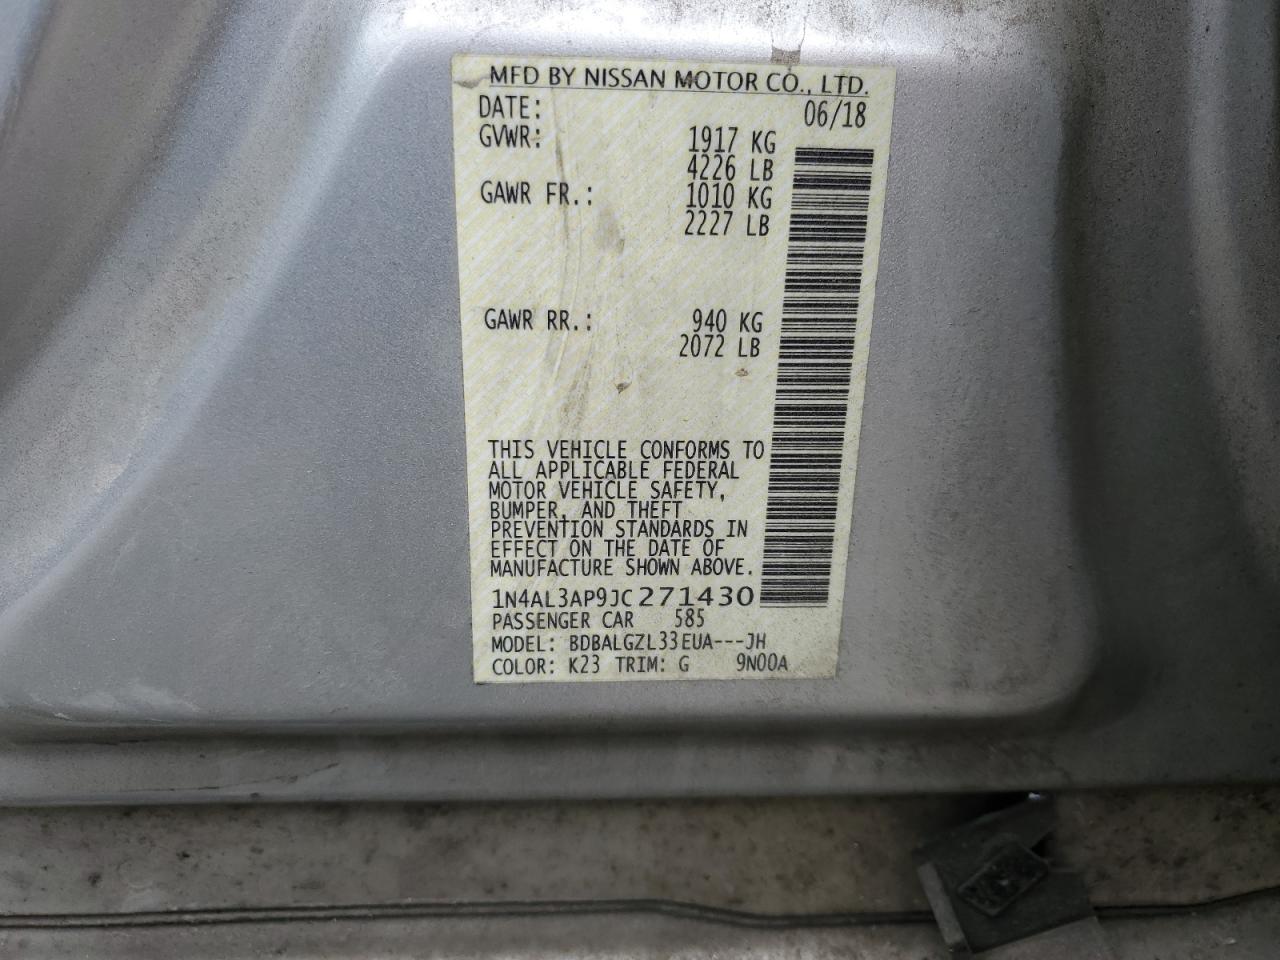 MFD BY NISSAN MOTOR CO., LTD.
DATE: 06/18
GVWR: 1917 KG
4226 LB
GAWR FR.: 1010 KG
2227 LB
GAWR RR.: 940 KG
2072 LB
THIS VEHICLE CONFORMS TO
ALL APPLICABLE FEDERAL
MOTOR VEHICLE SAFETY,
BUMPER, AND THEFT
PREVENTION STANDARDS IN
EFFECT ON THE DATE OF
MANUFACTURE SHOWN ABOVE.
1N4AL3AP9JC271430
PASSENGER CAR 585
MODEL: BDBALGZL33EUA---JH
COLOR: K23 TRIM: G 9N00A